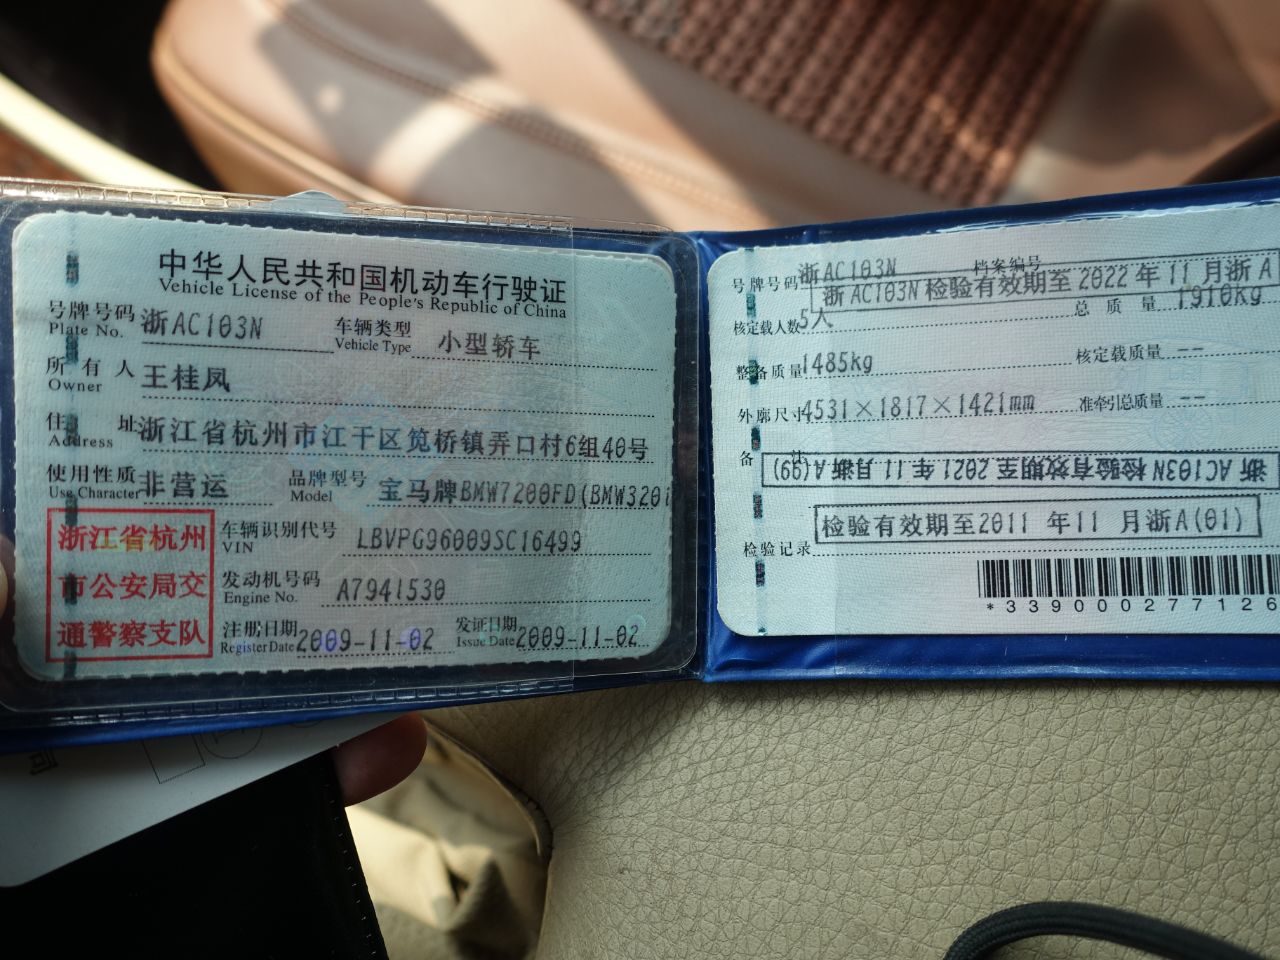 中华人民共和国机动车行驶证
Vehicle License of the People's Republic of China
号牌号码 浙AC103N 车辆类型 小型轿车
Plate No. Vehicle Type
所有人 王桂凤
Owner
住址 浙江省杭州市江干区笕桥镇弄口村6组40号
Address
使用性质 非营运 品牌型号 宝马牌BMW7200FD(BMW320i
Use Character Model
浙江省杭州
市公安局交
通警察支队
车辆识别代号 LBVPG96009SC16499
VIN
发动机号码 A7941530
Engine No.
注册日期 2009-11-02 发证日期 2009-11-02
Register Date Issue Date
号牌号码 浙AC103N 档案编号
浙AC103N检验有效期至2022年11月浙A
核定载人数 5人 总质量 1910kg
整备质量 1485kg 核定载质量 --
外廓尺寸 4531×1817×1421mm 准牵引总质量 --
备注
浙AC103N检验有效期至2021年11月浙A(99)
检验有效期至2011年11月浙A(01)
检验记录
*339000277126